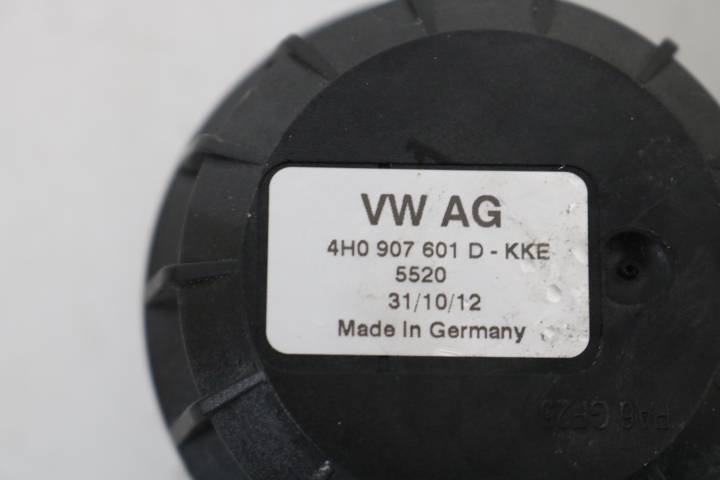 VW AG
4H0 907 601 D - KKE
5520
31/10/12
Made In Germany